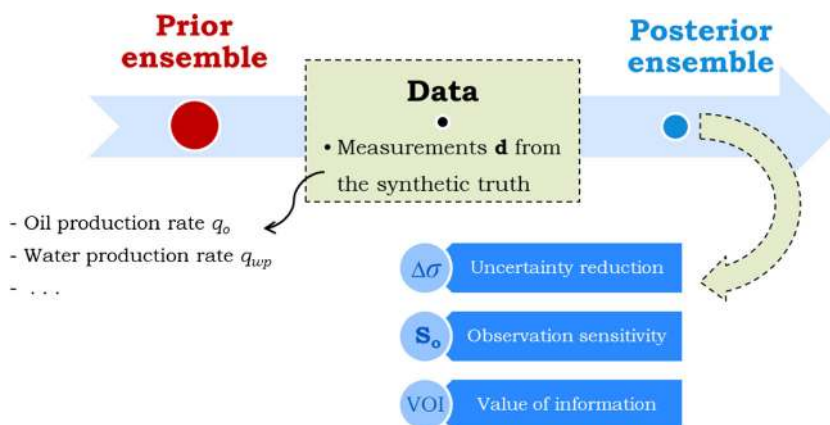 Prior
ensemble
Posterior
ensemble
Data
• Measurements d from
the synthetic truth
- Oil production rate qₒ
- Water production rate q_wp
- . . .
Δσ Uncertainty reduction
Sₒ Observation sensitivity
VOI Value of information